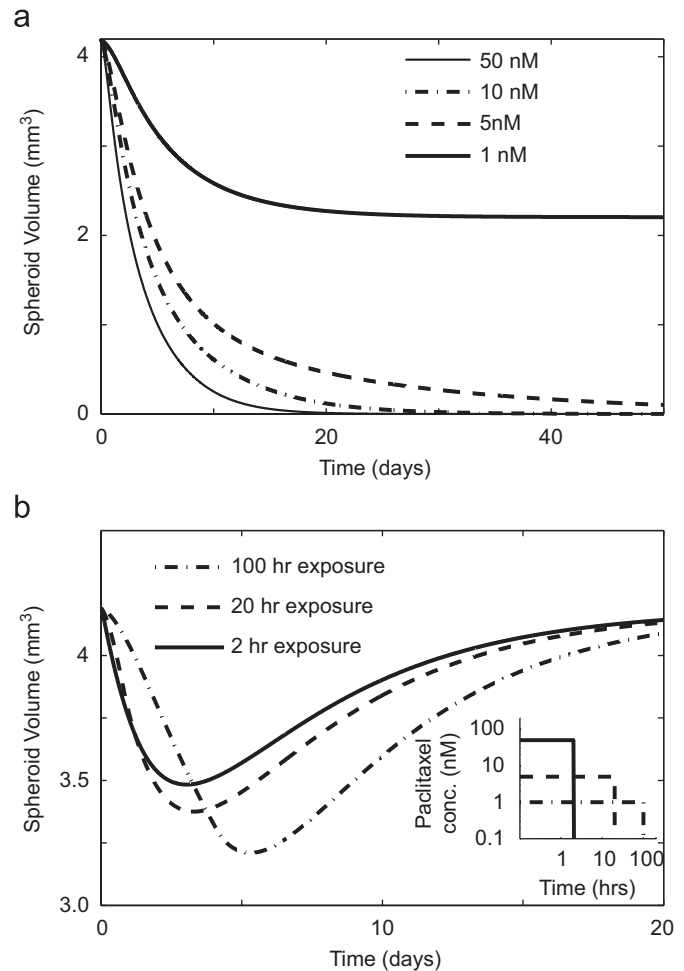 a
4
2
0
Spheroid Volume (mm³)
50 nM
10 nM
5nM
1 nM
0
20
40
Time (days)
b
4
3.5
3.0
Spheroid Volume (mm³)
100 hr exposure
20 hr exposure
2 hr exposure
Paclitaxel
conc. (nM)
100
10
1
0.1
1
10
100
Time (hrs)
0
10
20
Time (days)